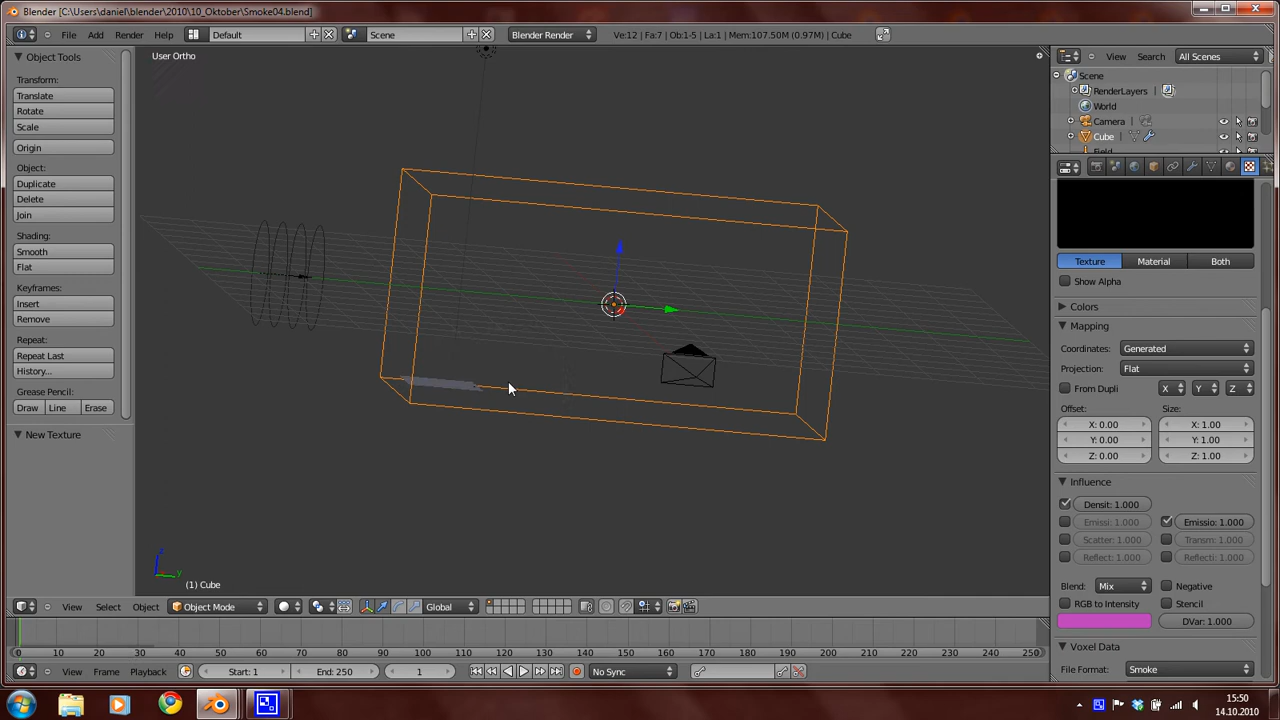 Blender [C:\Users\daniel\blender\2010\10_Oktober\Smoke04.blend]
File Add Render Help Default Scene Blender Render Ve:12 | Fa:7 | Ob:1-5 | La:1 | Mem:107.50M (0.97M) | Cube View Search All Scenes
Object Tools
Transform:
Translate
Rotate
Scale
Origin
Object:
Duplicate
Delete
Join
Shading:
Smooth
Flat
Keyframes:
Insert
Remove
Repeat:
Repeat Last
History...
Grease Pencil:
Draw Line Erase
New Texture
User Ortho
z
y
(1) Cube
Scene
RenderLayers
World
Camera
Cube
Field
Texture Material Both
Show Alpha
Colors
Mapping
Coordinates: Generated
Projection: Flat
From Dupli X Y Z
Offset: Size:
X: 0.00 X: 1.00
Y: 0.00 Y: 1.00
Z: 0.00 Z: 1.00
Influence
Densit: 1.000
Emissi: 1.000 Emissio: 1.000
Scatter: 1.000 Transm: 1.000
Reflect: 1.000 Reflecti: 1.000
Blend: Mix Negative
RGB to Intensity Stencil
DVar: 1.000
Voxel Data
File Format: Smoke
View Select Object Object Mode Global
0 10 20 30 40 50 60 70 80 90 100 110 120 130 140 150 160 170 180 190 200 210 220 230 240 250
View Frame Playback Start: 1 End: 250 1 No Sync
15:50
14.10.2010